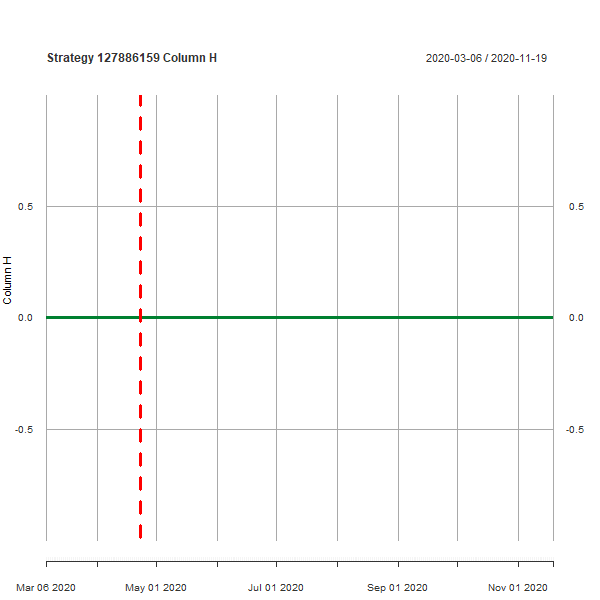 Strategy 127886159 Column H
2020-03-06 / 2020-11-19
0.5
0.5
Column H
0.0
0.0
-0.5
-0.5
Mar 06 2020
May 01 2020
Jul 01 2020
Sep 01 2020
Nov 01 2020